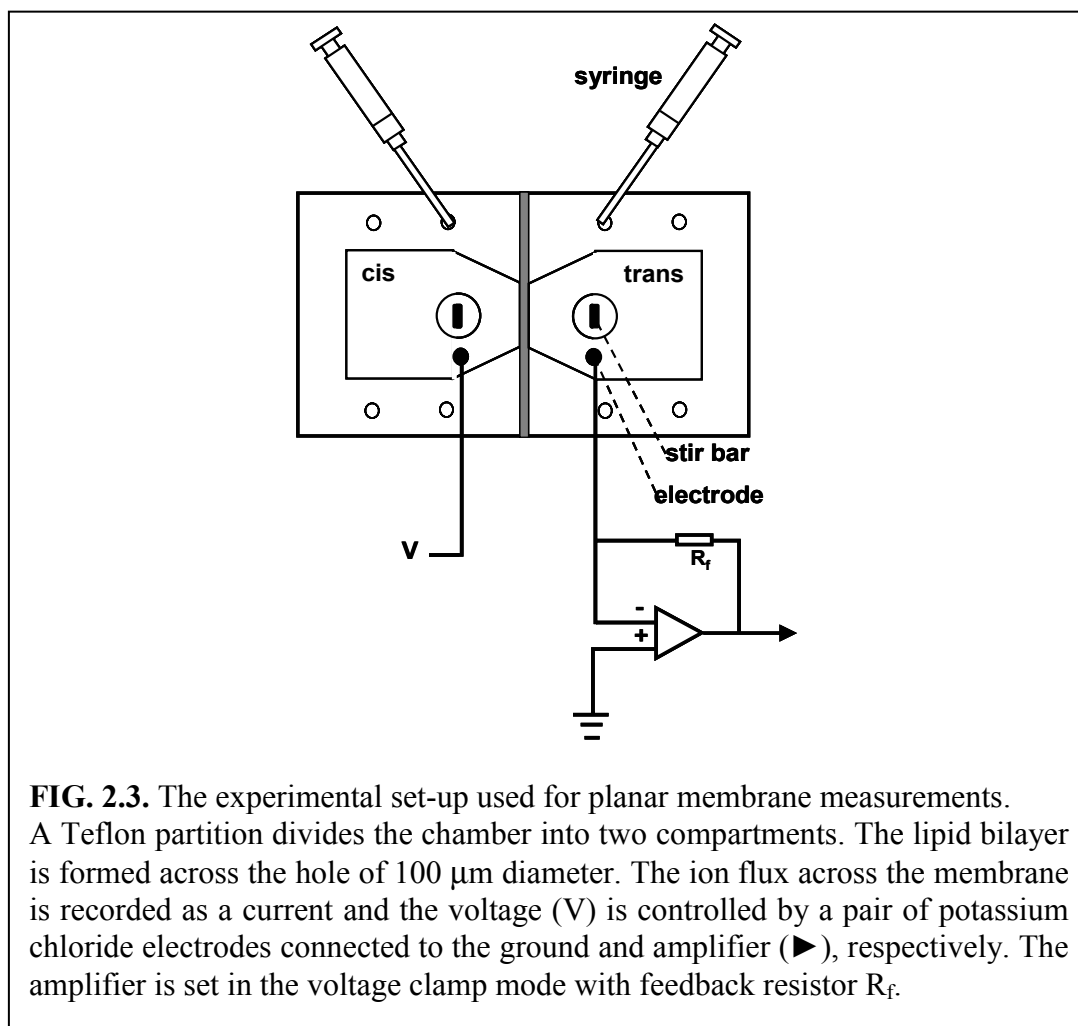 syringe
cis
trans
stir bar
electrode
V
Rf
-
+
FIG. 2.3. The experimental set-up used for planar membrane measurements.
A Teflon partition divides the chamber into two compartments. The lipid bilayer
is formed across the hole of 100 μm diameter. The ion flux across the membrane
is recorded as a current and the voltage (V) is controlled by a pair of potassium
chloride electrodes connected to the ground and amplifier (►), respectively. The
amplifier is set in the voltage clamp mode with feedback resistor Rf.